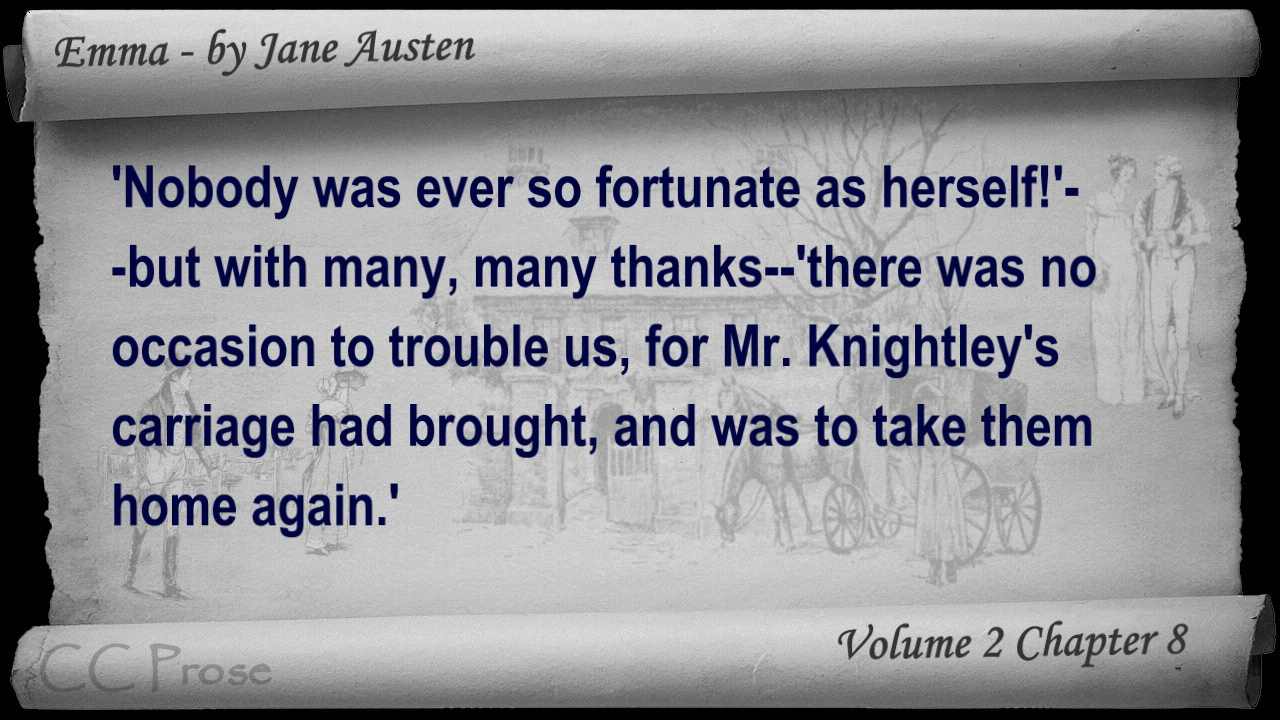 Emma - by Jane Austen
'Nobody was ever so fortunate as herself!'-
-but with many, many thanks--'there was no
occasion to trouble us, for Mr. Knightley's
carriage had brought, and was to take them
home again.'
Volume 2 Chapter 8
CC Prose